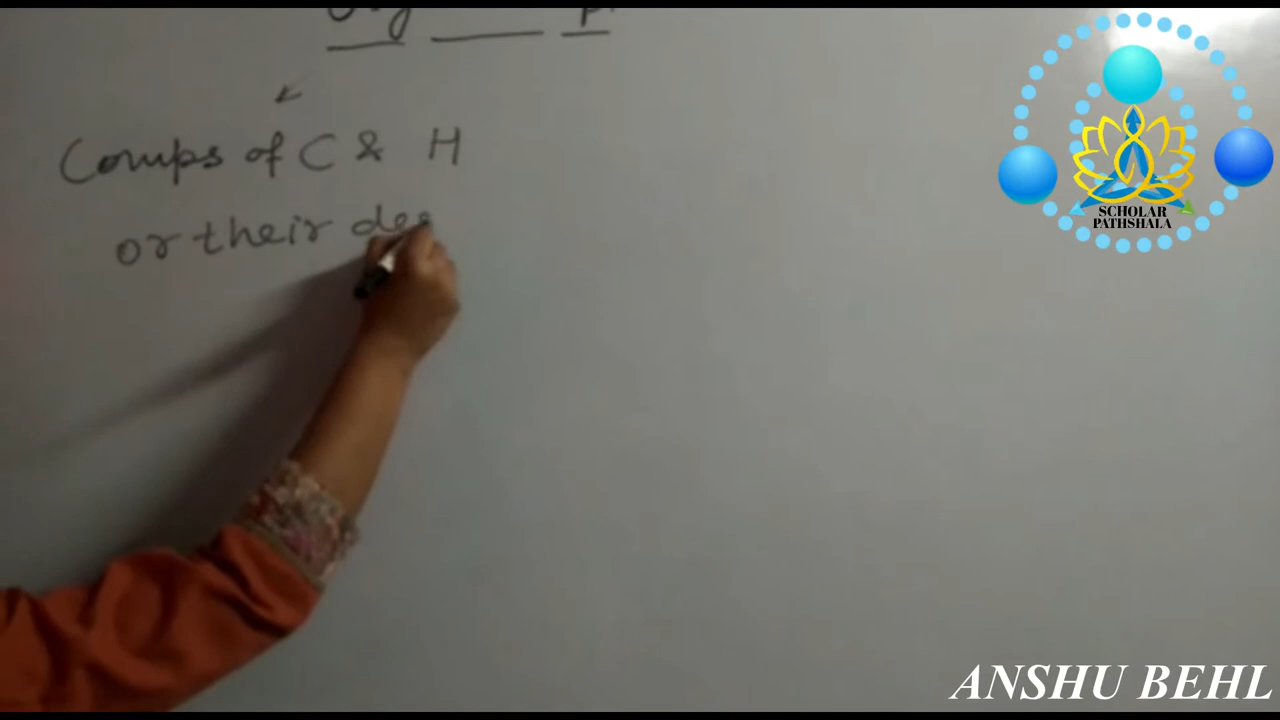 Comps of C & H
or their de
SCHOLAR
PATHSHALA
ANSHU BEHL